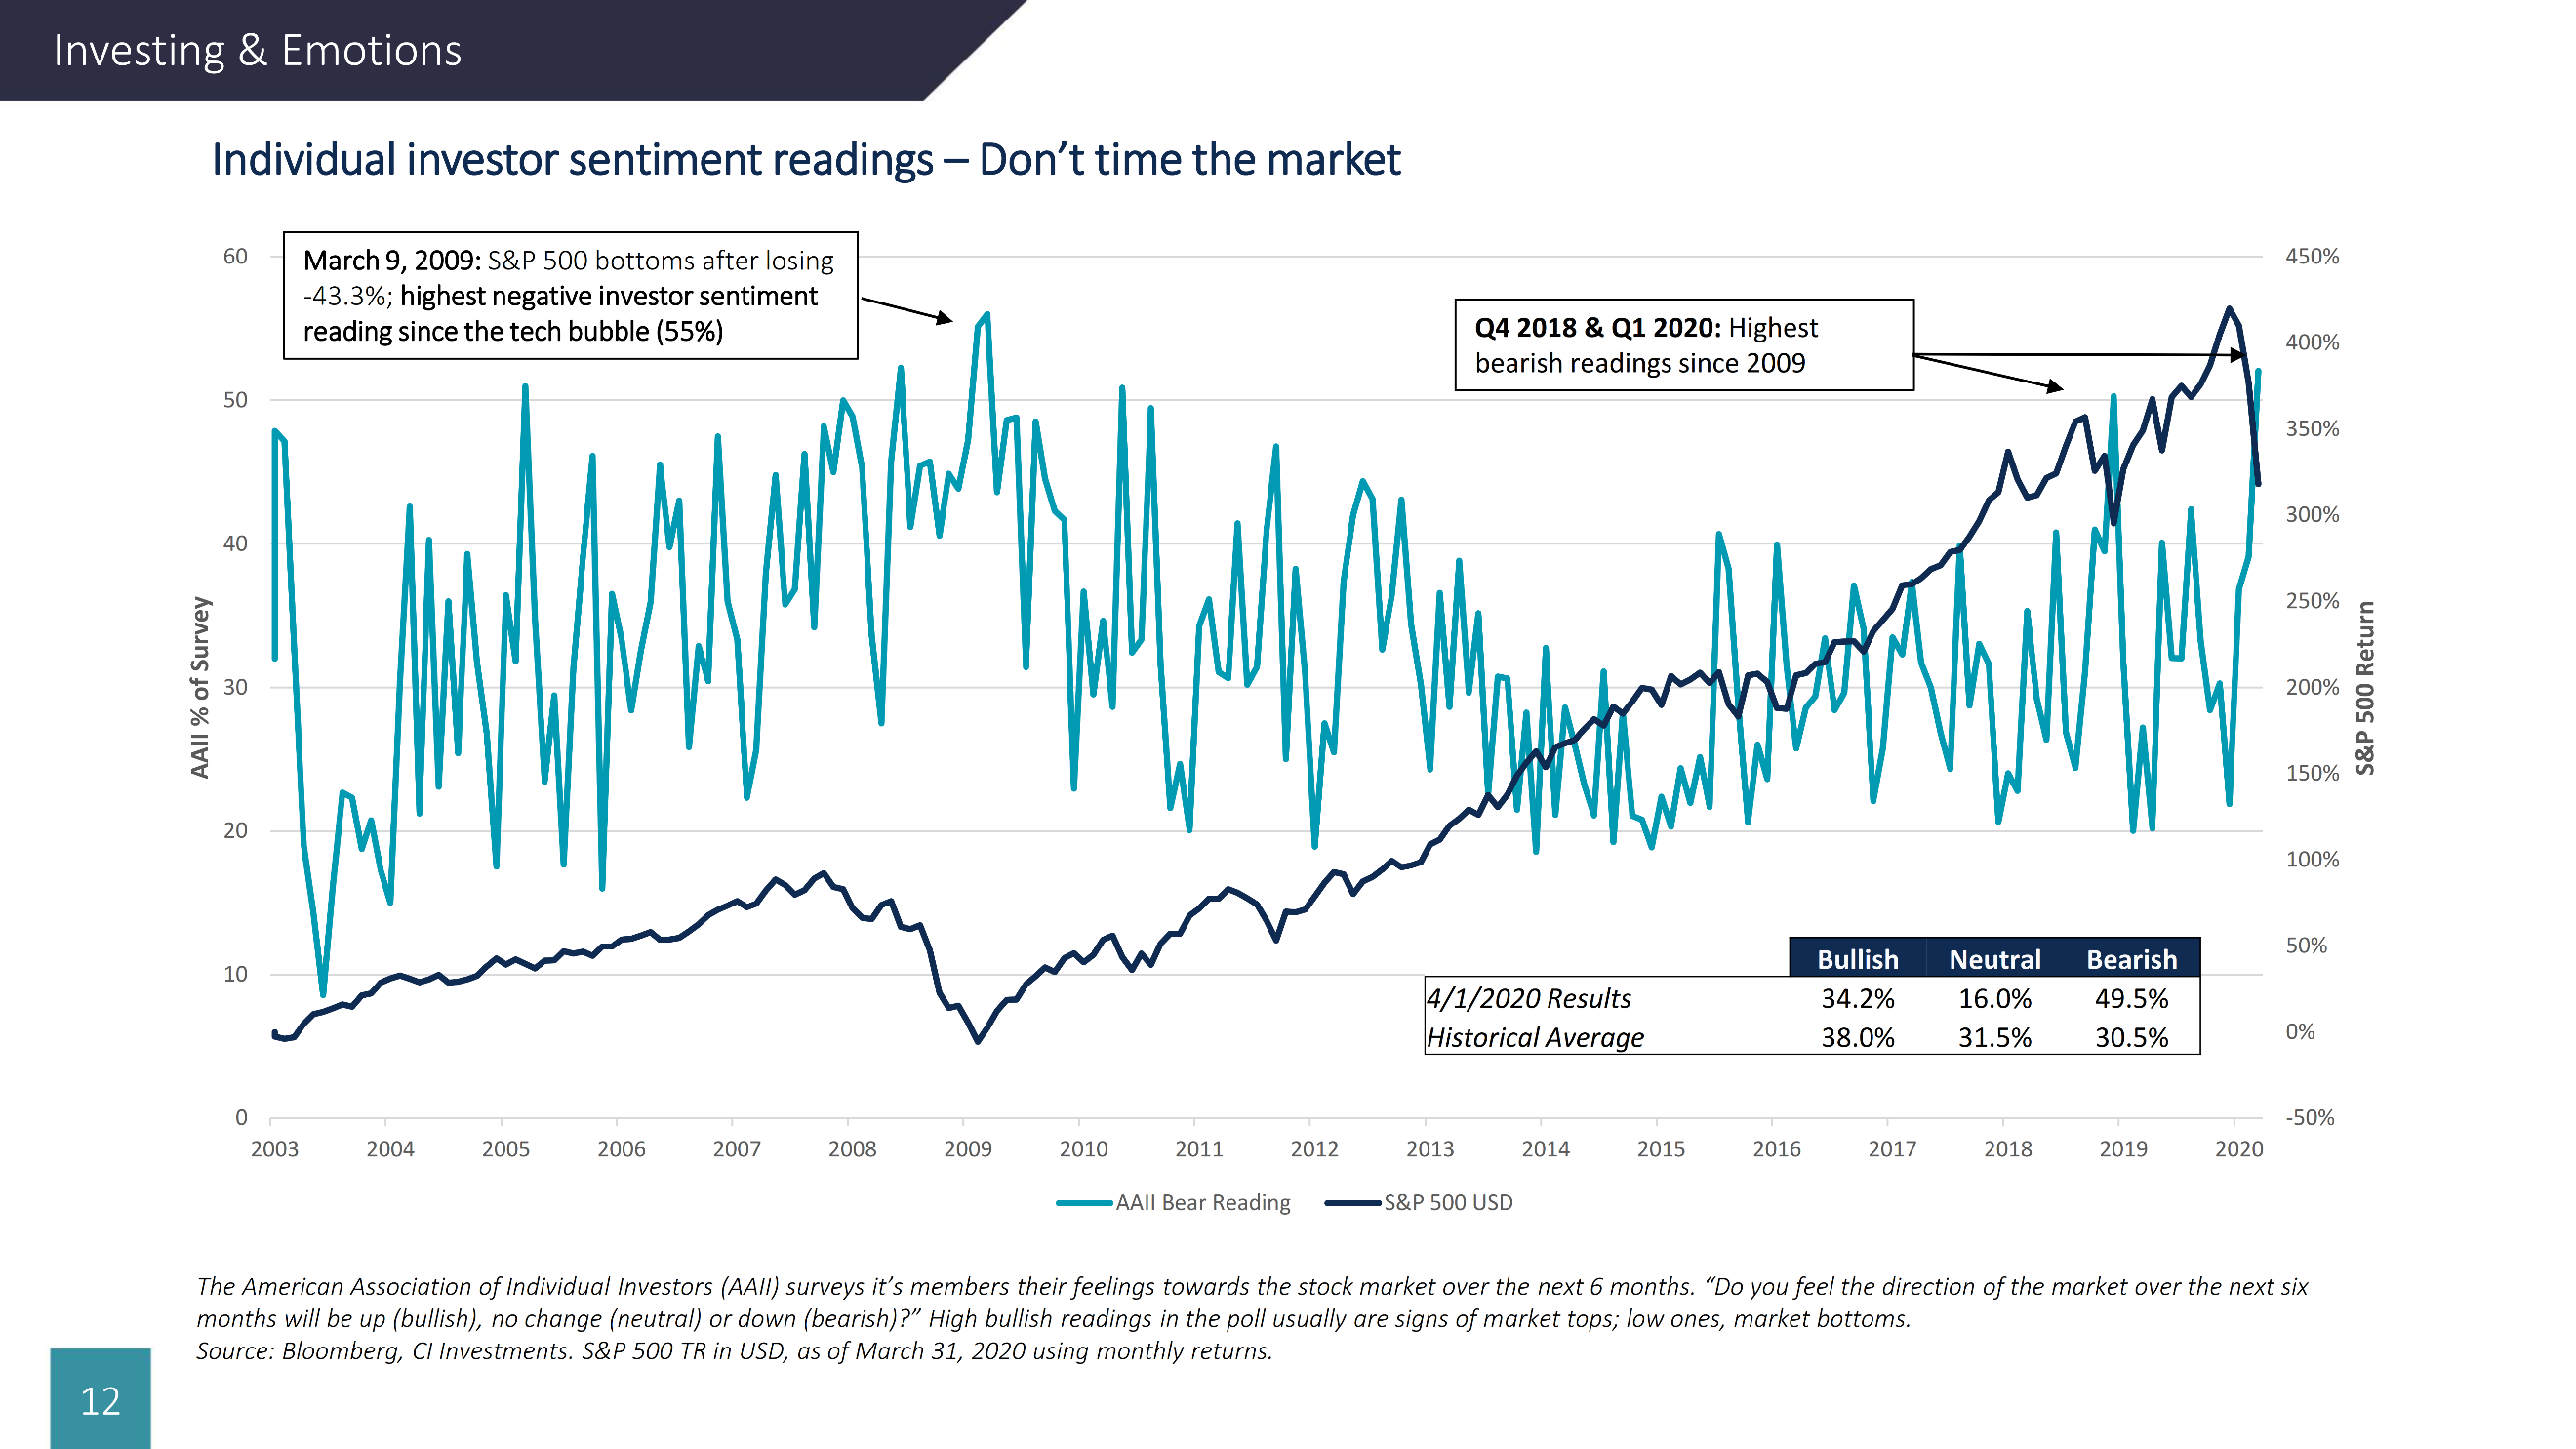 Investing & Emotions
Individual investor sentiment readings – Don’t time the market
March 9, 2009: S&P 500 bottoms after losing
-43.3%; highest negative investor sentiment
reading since the tech bubble (55%)
Q4 2018 & Q1 2020: Highest
bearish readings since 2009
60
50
40
30
20
10
0
AAII % of Survey
450%
400%
350%
300%
250%
200%
150%
100%
50%
0%
-50%
S&P 500 Return
Bullish Neutral Bearish
4/1/2020 Results 34.2% 16.0% 49.5%
Historical Average 38.0% 31.5% 30.5%
2003 2004 2005 2006 2007 2008 2009 2010 2011 2012 2013 2014 2015 2016 2017 2018 2019 2020
AAII Bear Reading S&P 500 USD
The American Association of Individual Investors (AAII) surveys it’s members their feelings towards the stock market over the next 6 months. “Do you feel the direction of the market over the next six
months will be up (bullish), no change (neutral) or down (bearish)?” High bullish readings in the poll usually are signs of market tops; low ones, market bottoms.
Source: Bloomberg, CI Investments. S&P 500 TR in USD, as of March 31, 2020 using monthly returns.
12